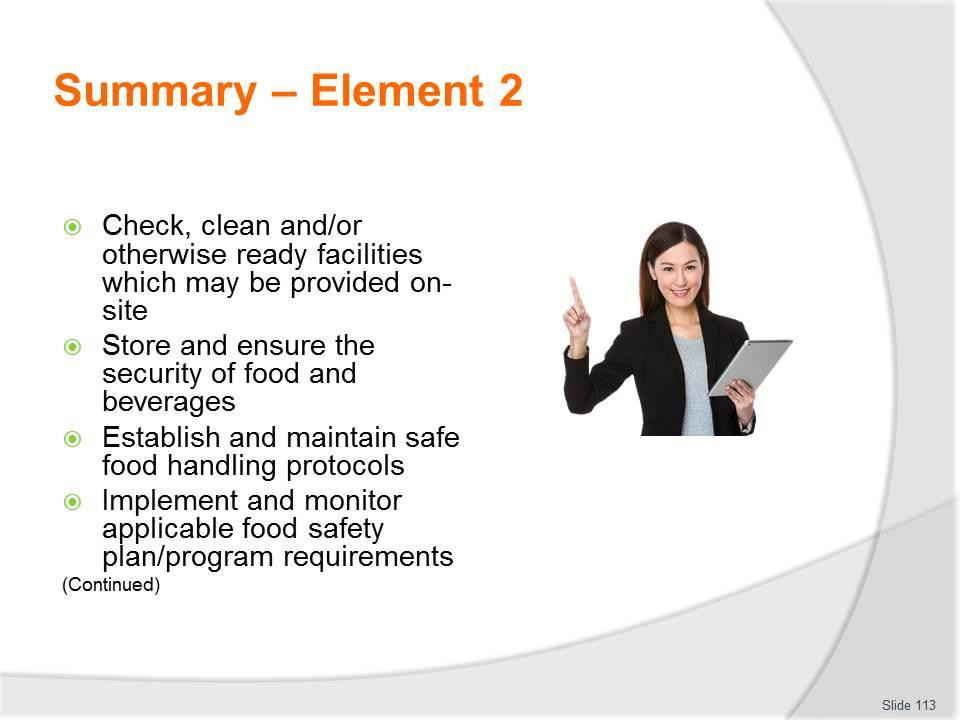 Summary – Element 2
Check, clean and/or
otherwise ready facilities
which may be provided on-
site
Store and ensure the
security of food and
beverages
Establish and maintain safe
food handling protocols
Implement and monitor
applicable food safety
plan/program requirements
(Continued)
Slide 113